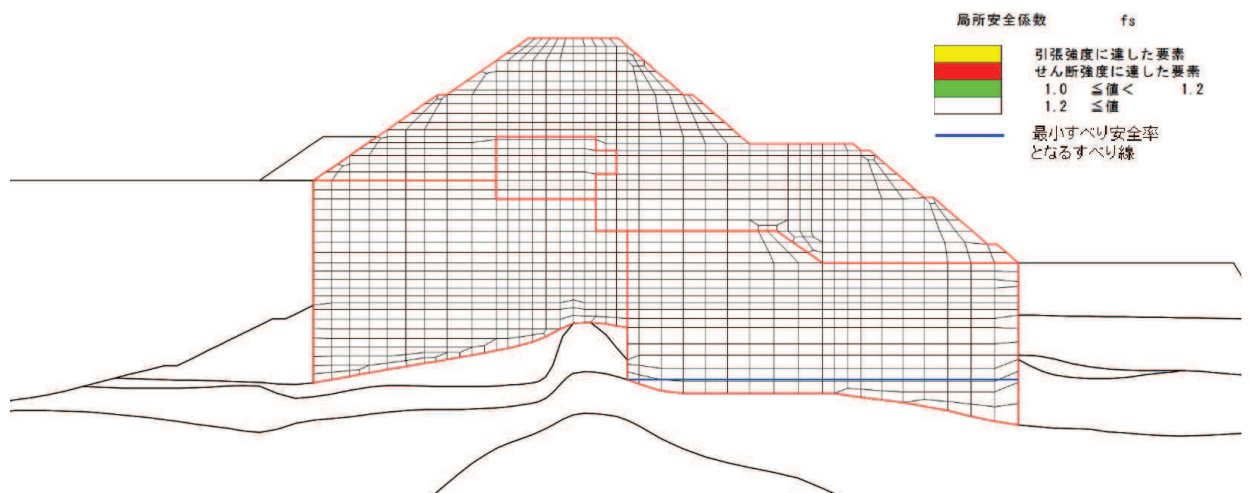 局所安全係数 fs
引張強度に達した要素
せん断強度に達した要素
1.0 ≦値< 1.2
1.2 ≦値
最小すべり安全率
となるすべり線